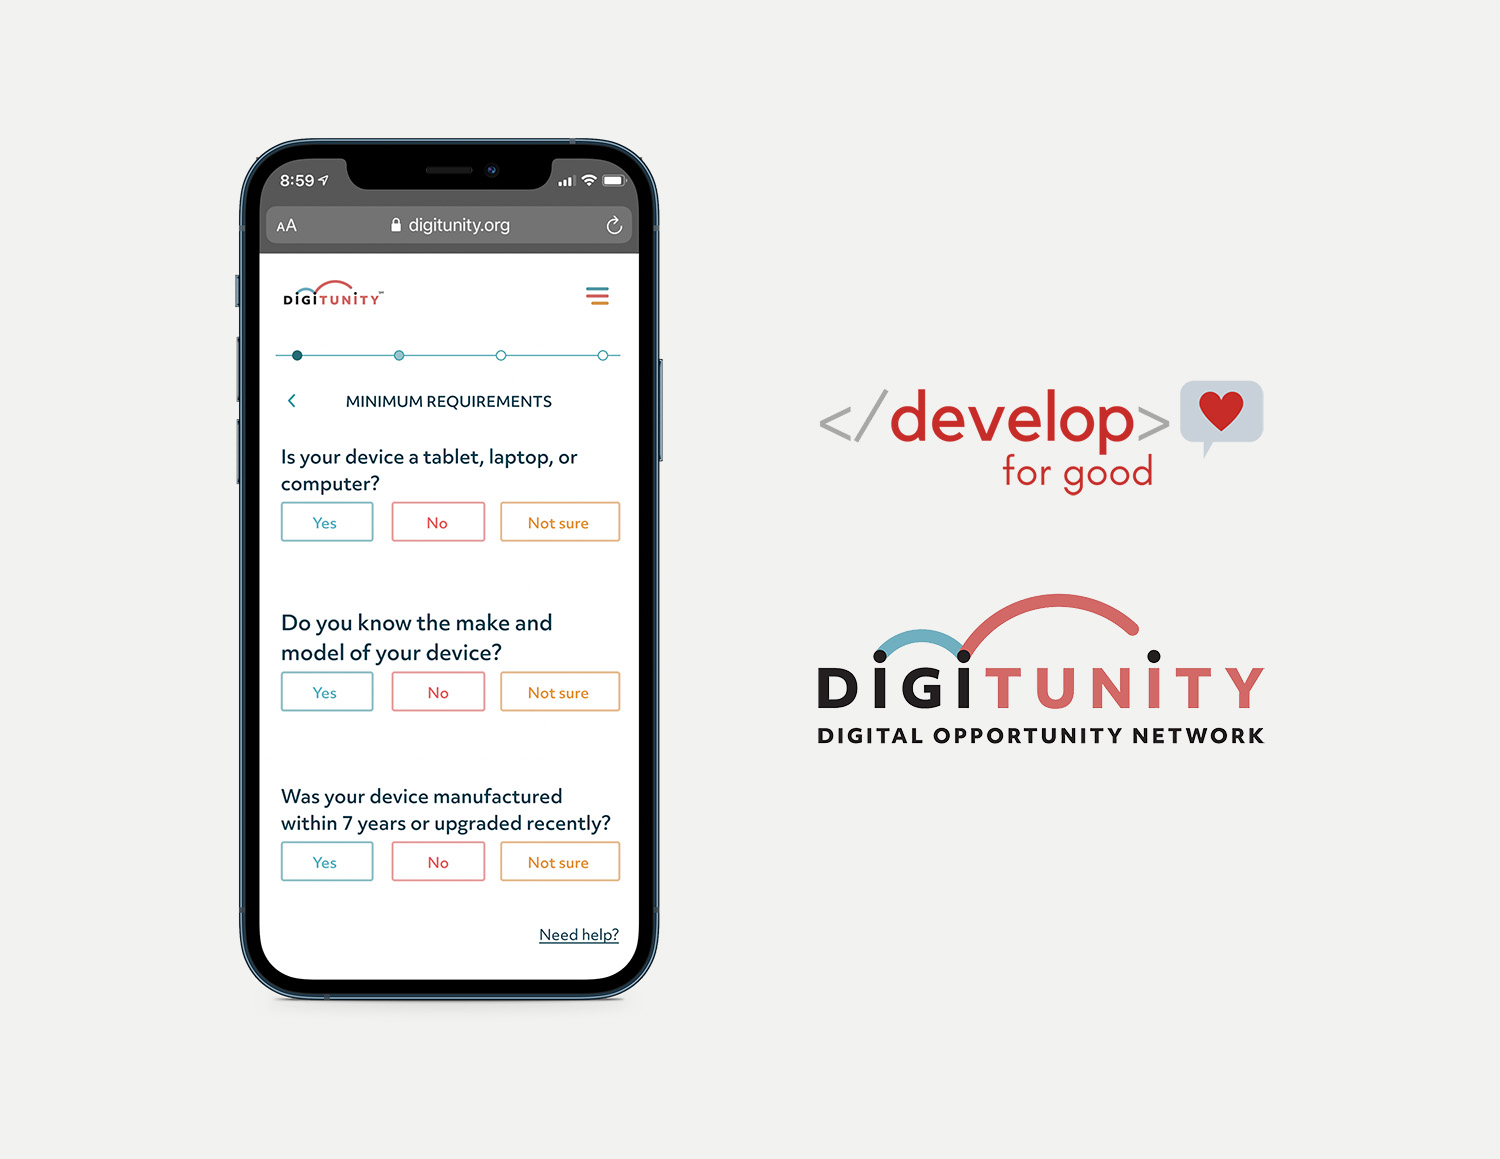 8:59
AA digitunity.org
DIGITUNITY
MINIMUM REQUIREMENTS
Is your device a tablet, laptop, or
computer?
Yes No Not sure
Do you know the make and
model of your device?
Yes No Not sure
Was your device manufactured
within 7 years or upgraded recently?
Yes No Not sure
Need help?
</develop>
for good
DIGITUNITY
DIGITAL OPPORTUNITY NETWORK